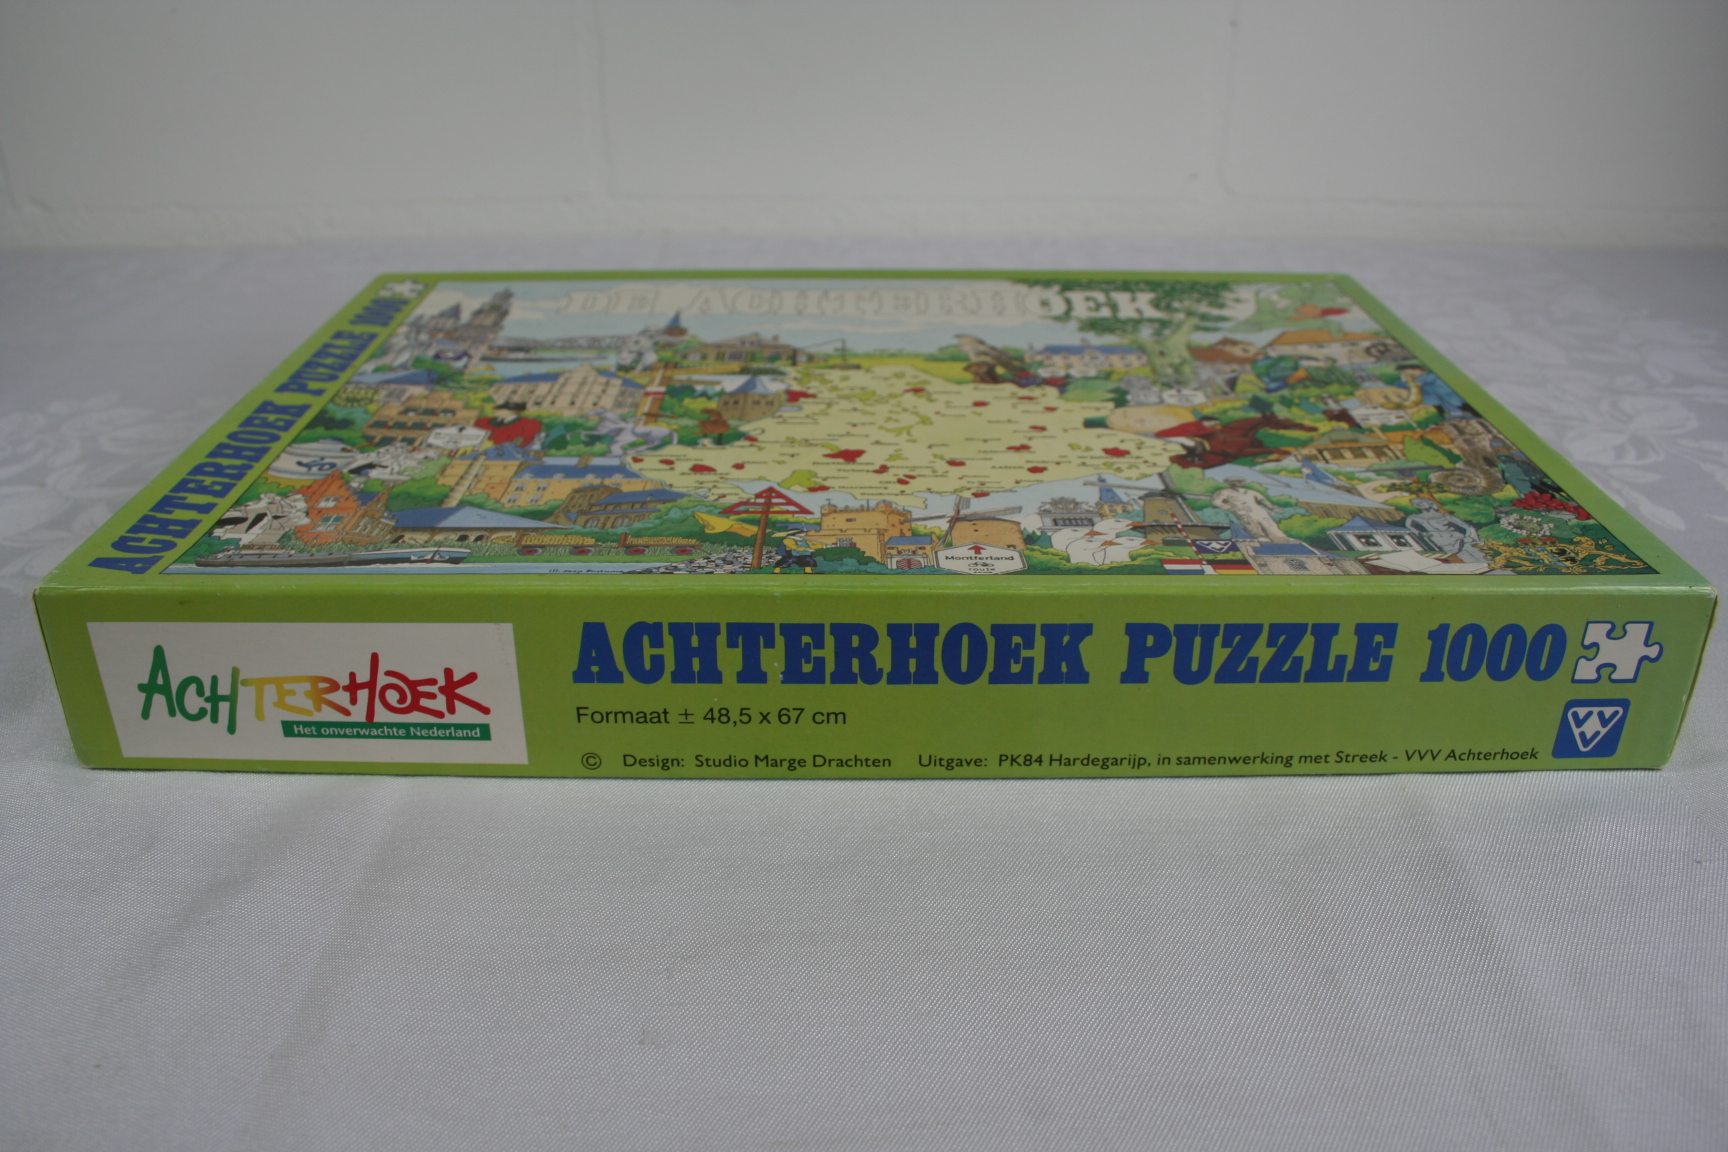 DE ACHTERHOEK
ACHTERHOEK PUZZLE 1000
Montferland
route
ACHTERHOEK
Het onverwachte Nederland
ACHTERHOEK PUZZLE 1000
Formaat ± 48,5 x 67 cm
© Design: Studio Marge Drachten Uitgave: PK84 Hardegarijp, in samenwerking met Streek - VVV Achterhoek
VVV